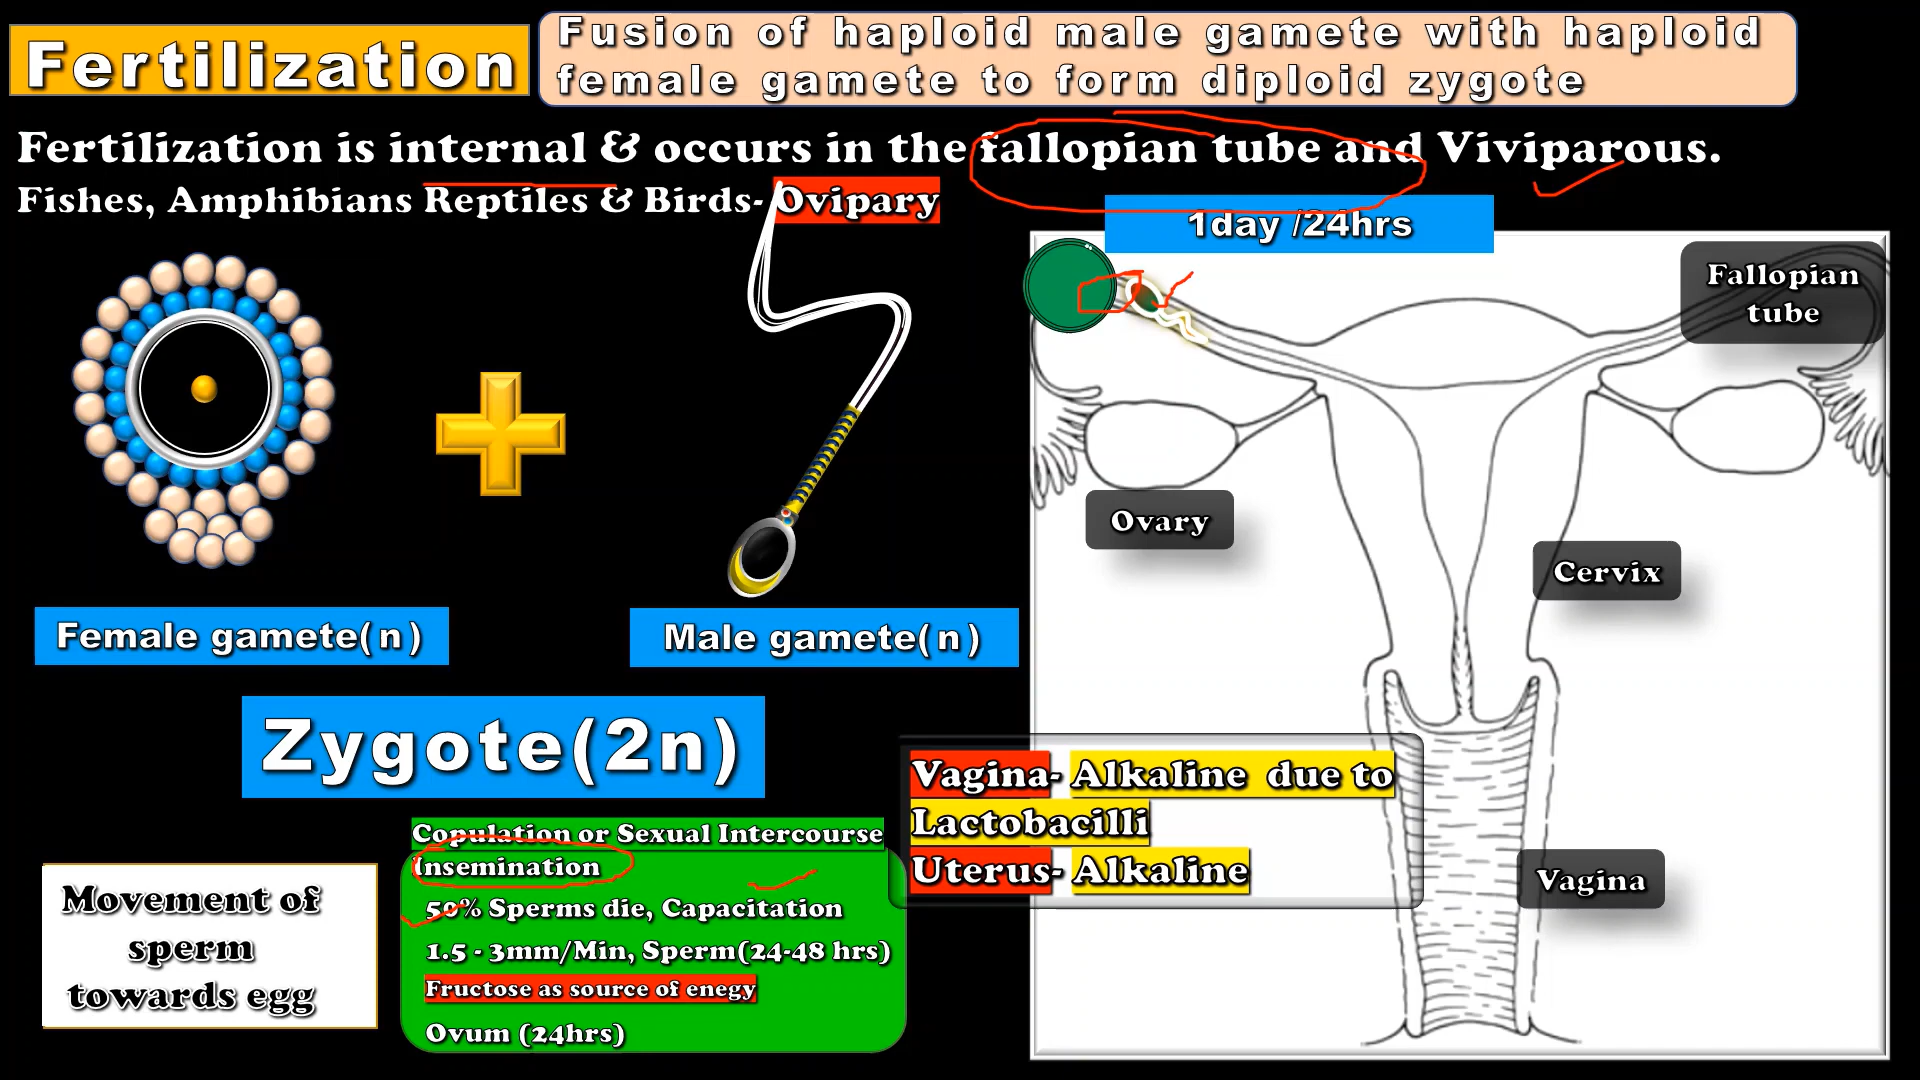 Fertilization
Fusion of haploid male gamete with haploid
female gamete to form diploid zygote
Fertilization is internal & occurs in the fallopian tube and Viviparous.
Fishes, Amphibians Reptiles & Birds- Ovipary
1day /24hrs
Fallopian
tube
Ovary
Cervix
Female gamete(n)
Male gamete(n)
Zygote(2n)
Vagina- Alkaline due to
Lactobacilli
Uterus- Alkaline
Vagina
Copulation or Sexual Intercourse
Insemination
50% Sperms die, Capacitation
1.5 - 3mm/Min, Sperm(24-48 hrs)
Fructose as source of enegy
Ovum (24hrs)
Movement of
sperm
towards egg